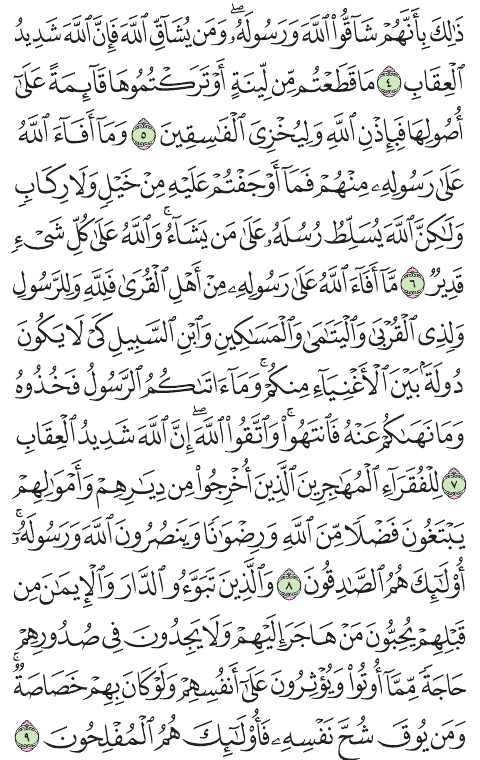 ذَٰلِكَ بِأَنَّهُمْ شَآقُّوا۟ ٱللَّهَ وَرَسُولَهُۥۖ وَمَن يُشَآقِّ ٱللَّهَ فَإِنَّ ٱللَّهَ شَدِيدُ
ٱلْعِقَابِ ٤ مَا قَطَعْتُم مِّن لِّينَةٍ أَوْ تَرَكْتُمُوهَا قَآئِمَةً عَلَىٰٓ
أُصُولِهَا فَبِإِذْنِ ٱللَّهِ وَلِيُخْزِىَ ٱلْفَٰسِقِينَ ٥ وَمَآ أَفَآءَ ٱللَّهُ
عَلَىٰ رَسُولِهِۦ مِنْهُمْ فَمَآ أَوْجَفْتُمْ عَلَيْهِ مِنْ خَيْلٍ وَلَا رِكَابٍ
وَلَٰكِنَّ ٱللَّهَ يُسَلِّطُ رُسُلَهُۥ عَلَىٰ مَن يَشَآءُۚ وَٱللَّهُ عَلَىٰ كُلِّ شَىْءٍ
قَدِيرٌ ٦ مَّآ أَفَآءَ ٱللَّهُ عَلَىٰ رَسُولِهِۦ مِنْ أَهْلِ ٱلْقُرَىٰ فَلِلَّهِ وَلِلرَّسُولِ
وَلِذِى ٱلْقُرْبَىٰ وَٱلْيَتَٰمَىٰ وَٱلْمَسَٰكِينِ وَٱبْنِ ٱلسَّبِيلِ كَىْ لَا يَكُونَ
دُولَةًۢ بَيْنَ ٱلْأَغْنِيَآءِ مِنكُمْۚ وَمَآ ءَاتَىٰكُمُ ٱلرَّسُولُ فَخُذُوهُ
وَمَا نَهَىٰكُمْ عَنْهُ فَٱنتَهُوا۟ۚ وَٱتَّقُوا۟ ٱللَّهَۖ إِنَّ ٱللَّهَ شَدِيدُ ٱلْعِقَابِ
٧ لِلْفُقَرَآءِ ٱلْمُهَٰجِرِينَ ٱلَّذِينَ أُخْرِجُوا۟ مِن دِيَٰرِهِمْ وَأَمْوَٰلِهِمْ
يَبْتَغُونَ فَضْلًا مِّنَ ٱللَّهِ وَرِضْوَٰنًا وَيَنصُرُونَ ٱللَّهَ وَرَسُولَهُۥٓۚ
أُو۟لَٰٓئِكَ هُمُ ٱلصَّٰدِقُونَ ٨ وَٱلَّذِينَ تَبَوَّءُو ٱلدَّارَ وَٱلْإِيمَٰنَ مِن
قَبْلِهِمْ يُحِبُّونَ مَنْ هَاجَرَ إِلَيْهِمْ وَلَا يَجِدُونَ فِى صُدُورِهِمْ
حَاجَةً مِّمَّآ أُوتُوا۟ وَيُؤْثِرُونَ عَلَىٰٓ أَنفُسِهِمْ وَلَوْ كَانَ بِهِمْ خَصَاصَةٌۚ
وَمَن يُوقَ شُحَّ نَفْسِهِۦ فَأُو۟لَٰٓئِكَ هُمُ ٱلْمُفْلِحُونَ ٩